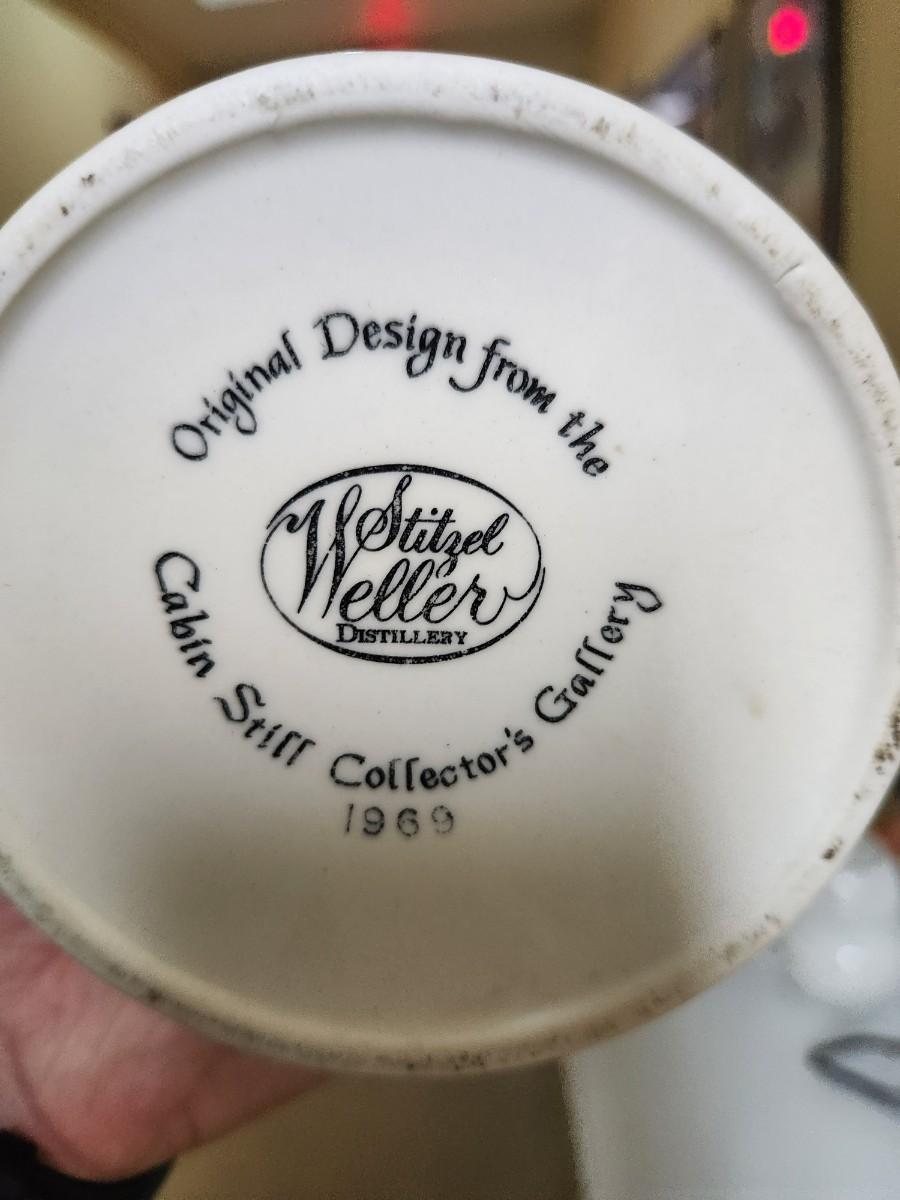 Original Design from the
Stitzel
Weller
DISTILLERY
Cabin Still Collector's Gallery
1969